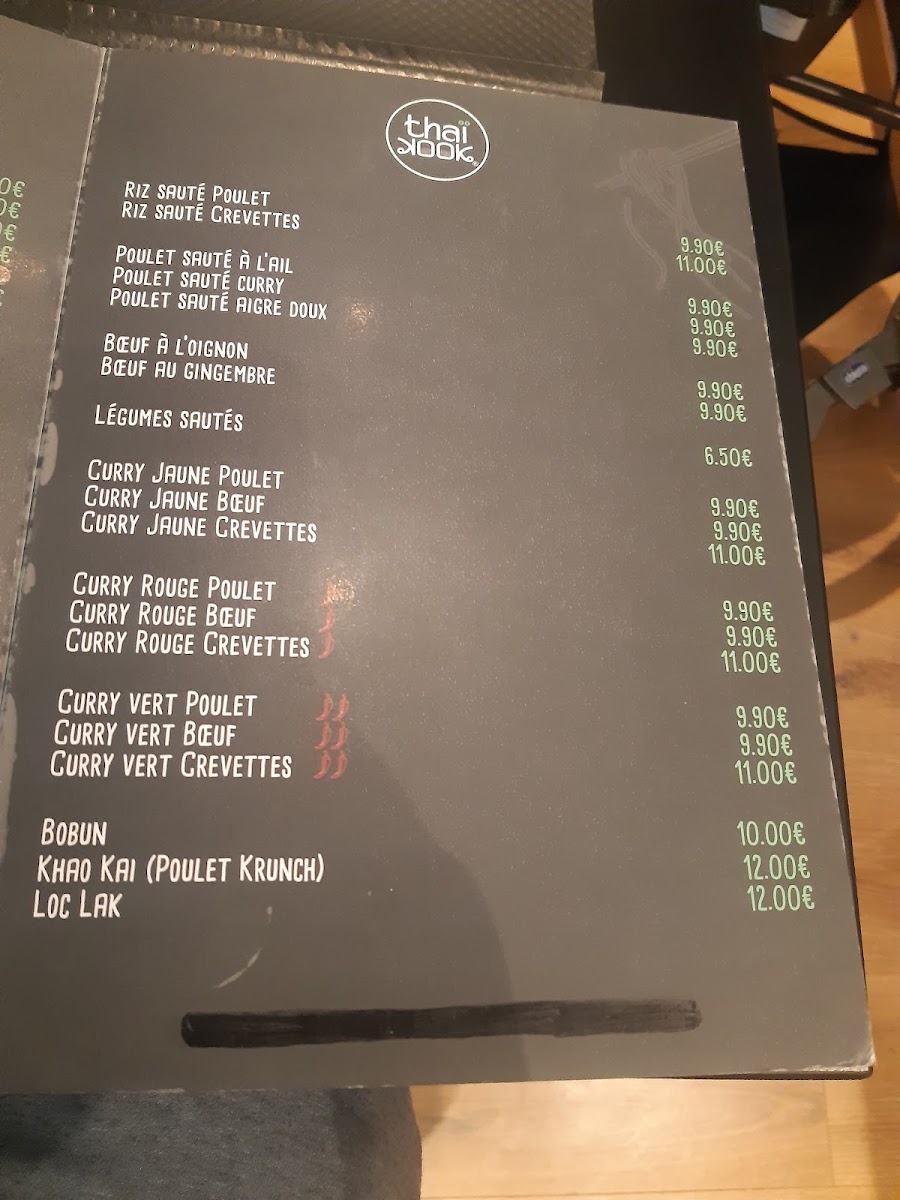 thaï
KOOK®
Riz sauté Poulet 9.90€
Riz sauté Crevettes 11.00€
Poulet sauté à l'ail 9.90€
Poulet sauté curry 9.90€
Poulet sauté aigre doux 9.90€
Bœuf à l'oignon 9.90€
Bœuf au gingembre 9.90€
Légumes sautés 6.50€
Curry Jaune Poulet 9.90€
Curry Jaune Bœuf 9.90€
Curry Jaune Crevettes 11.00€
Curry Rouge Poulet 9.90€
Curry Rouge Bœuf 9.90€
Curry Rouge Crevettes 11.00€
Curry vert Poulet 9.90€
Curry vert Bœuf 9.90€
Curry vert Crevettes 11.00€
Bobun 10.00€
Khao Kai (Poulet Krunch) 12.00€
Loc Lak 12.00€